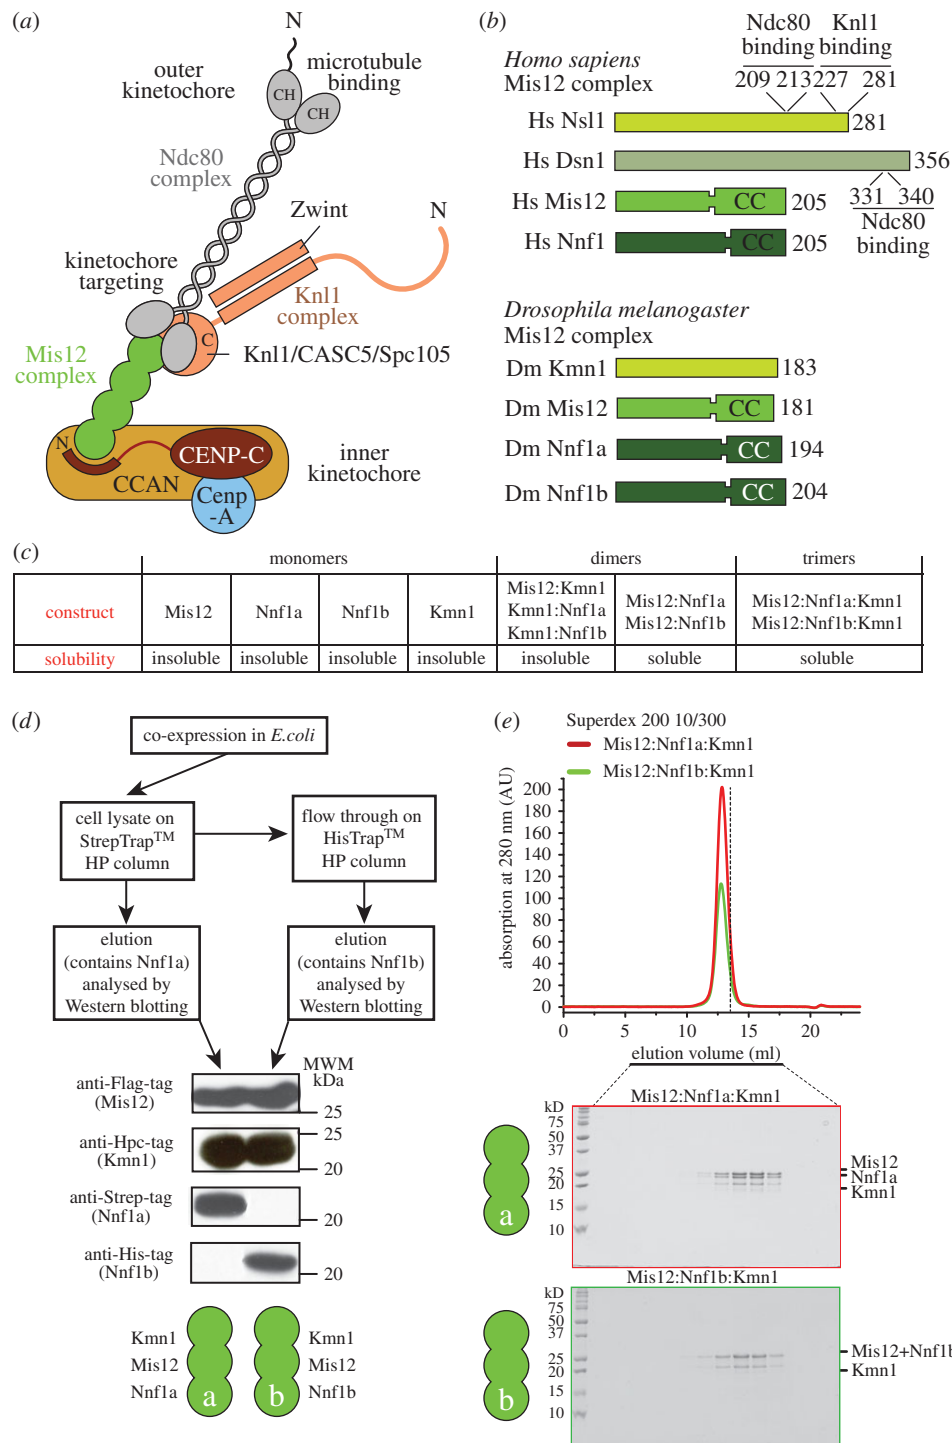 (a)
N
outer
kinetochore
microtubule
binding
CH
CH
Ndc80
complex
Zwint
N
kinetochore
targeting
Knl1
complex
C
Knl1/CASC5/Spc105
Mis12
complex
N
CENP-C
CCAN
inner
kinetochore
Cenp
-A
(b)
Ndc80
binding
Knl1
binding
Homo sapiens
Mis12 complex
209 213 227 281
Hs Nsl1 281
Hs Dsn1 356
331 340
Ndc80
binding
Hs Mis12 CC 205
Hs Nnf1 CC 205
Drosophila melanogaster
Mis12 complex
Dm Kmn1 183
Dm Mis12 CC 181
Dm Nnf1a CC 194
Dm Nnf1b CC 204
(c)
monomers dimers trimers
construct Mis12 Nnf1a Nnf1b Kmn1
Mis12:Kmn1
Kmn1:Nnf1a
Kmn1:Nnf1b
Mis12:Nnf1a
Mis12:Nnf1b
Mis12:Nnf1a:Kmn1
Mis12:Nnf1b:Kmn1
solubility insoluble insoluble insoluble insoluble insoluble soluble soluble
(d)
co-expression in E.coli
cell lysate on
StrepTrap™
HP column
flow through on
HisTrap™
HP column
elution
(contains Nnf1a)
analysed by
Western blotting
elution
(contains Nnf1b)
analysed by
Western blotting
MWM
kDa
anti-Flag-tag
(Mis12)
25
anti-Hpc-tag
(Kmn1)
25
20
anti-Strep-tag
(Nnf1a)
20
anti-His-tag
(Nnf1b)
20
Kmn1 Kmn1
Mis12 Mis12
Nnf1a a b Nnf1b
(e)
Superdex 200 10/300
Mis12:Nnf1a:Kmn1
Mis12:Nnf1b:Kmn1
absorption at 280 nm (AU)
200
180
160
140
120
100
80
60
40
20
0
0 5 10 15 20
elution volume (ml)
Mis12:Nnf1a:Kmn1
kD
75
50
37
25
20
15
10
Mis12
Nnf1a
Kmn1
a
Mis12:Nnf1b:Kmn1
kD
75
50
37
25
20
15
10
Mis12+Nnf1b
Kmn1
b